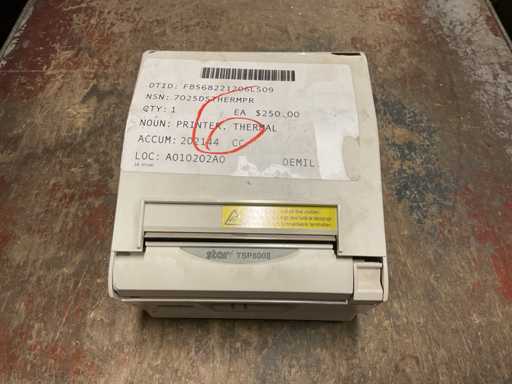 DTID: FB568221206LS09
NSN: 7025DSTHERMPR
QTY: 1 EA $250.00
NOUN: PRINTER, THERMAL
ACCUM: 202144 CC
LOC: A010202A0 DEMIL
star TSP800II